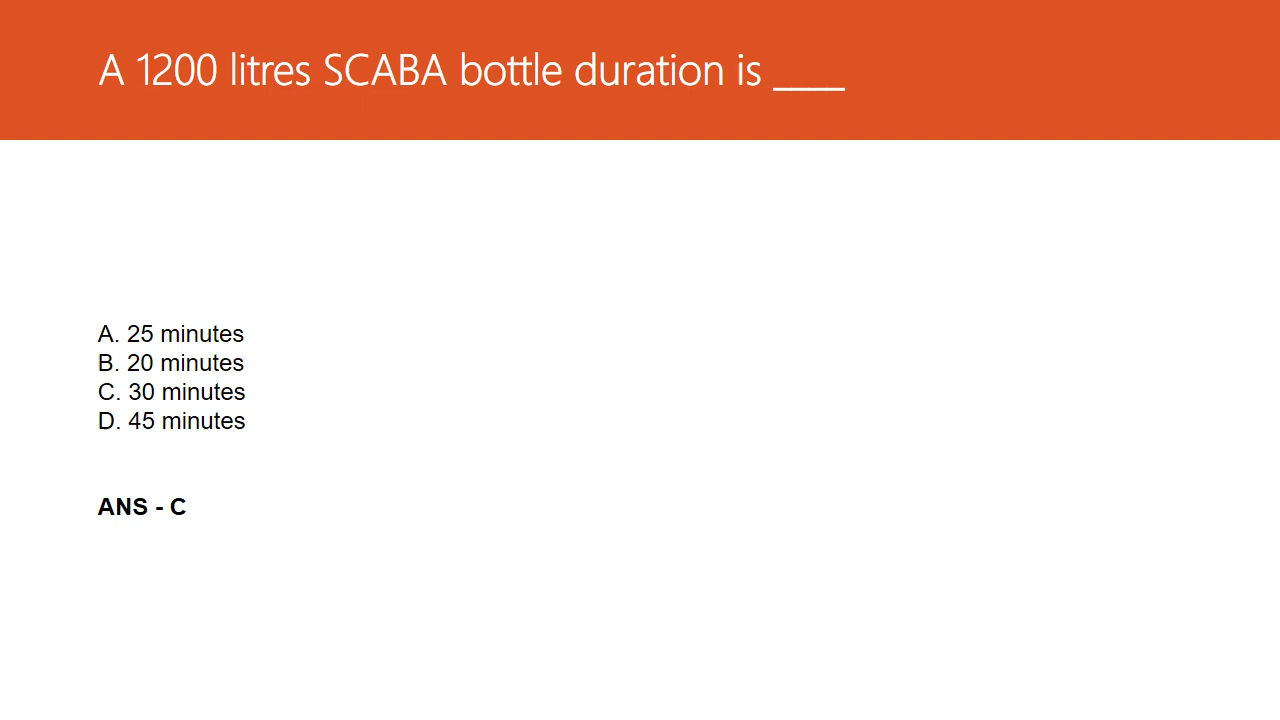 A 1200 litres SCABA bottle duration is ____
A. 25 minutes
B. 20 minutes
C. 30 minutes
D. 45 minutes
ANS - C